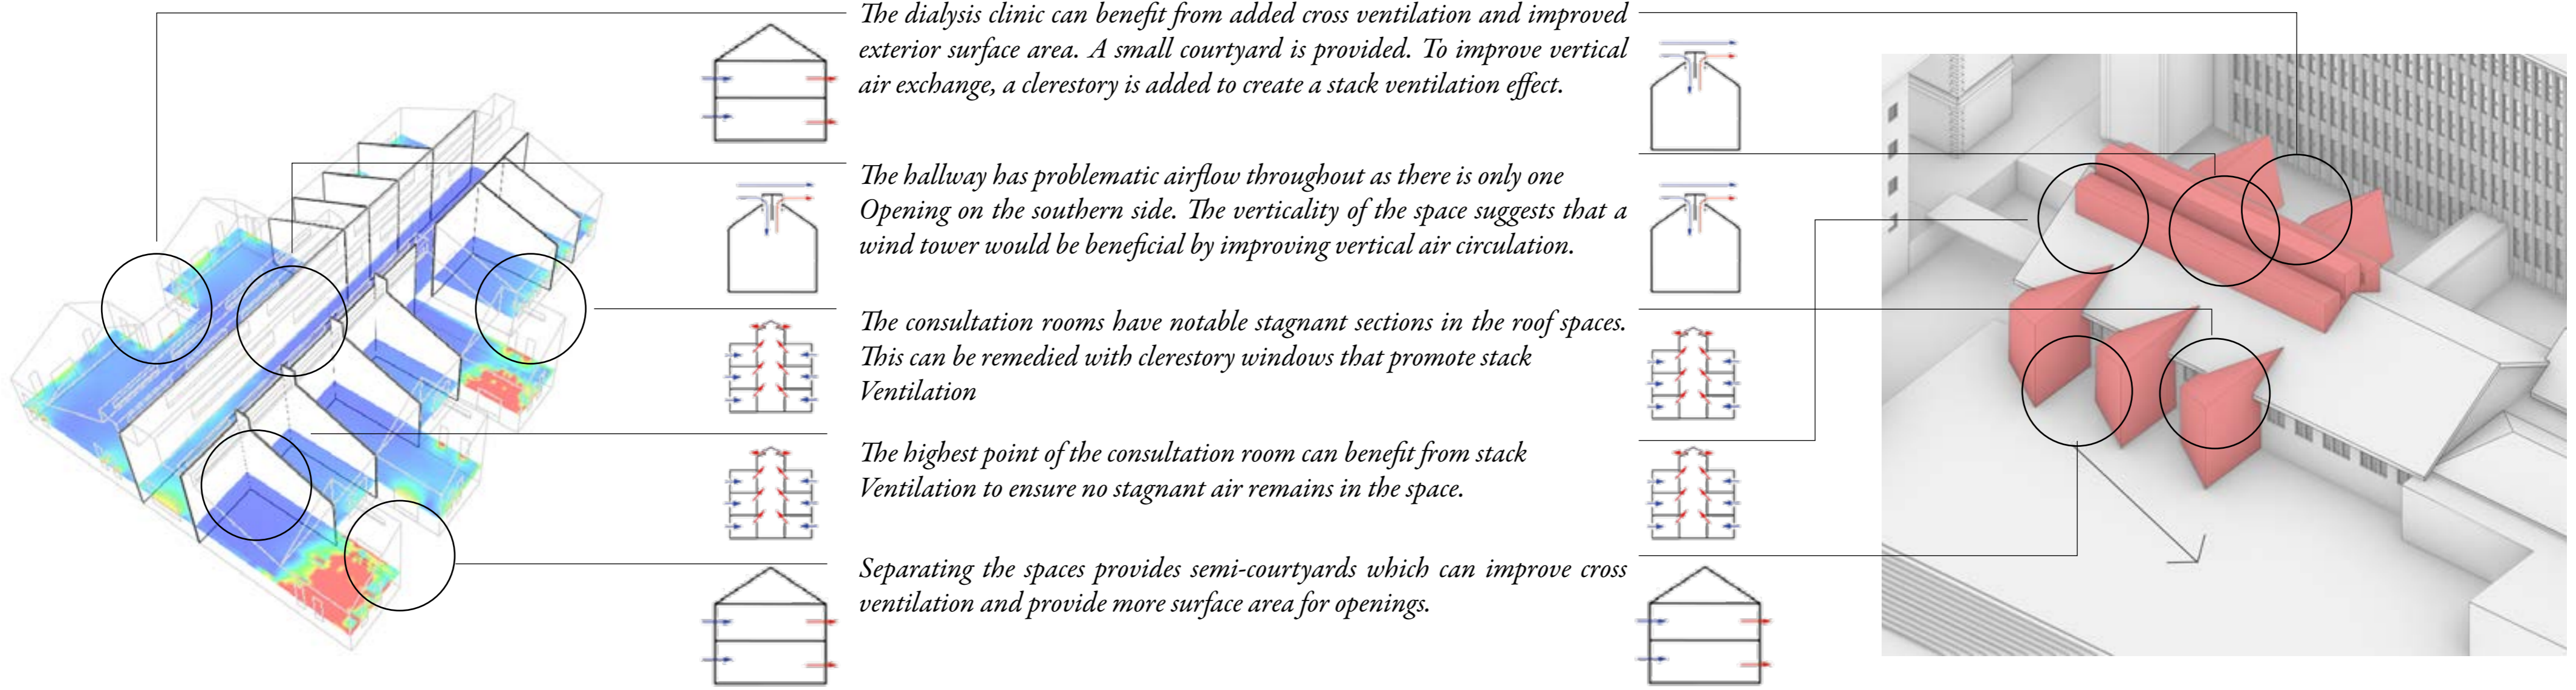 The dialysis clinic can benefit from added cross ventilation and improved
exterior surface area. A small courtyard is provided. To improve vertical
air exchange, a clerestory is added to create a stack ventilation effect.
The hallway has problematic airflow throughout as there is only one
Opening on the southern side. The verticality of the space suggests that a
wind tower would be beneficial by improving vertical air circulation.
The consultation rooms have notable stagnant sections in the roof spaces.
This can be remedied with clerestory windows that promote stack
Ventilation
The highest point of the consultation room can benefit from stack
Ventilation to ensure no stagnant air remains in the space.
Separating the spaces provides semi-courtyards which can improve cross
ventilation and provide more surface area for openings.